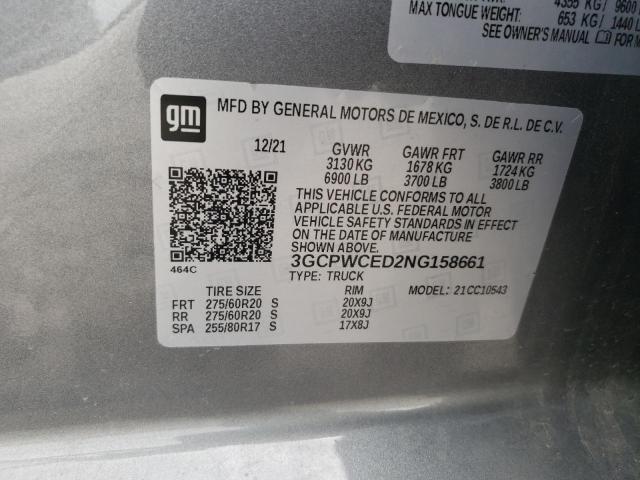 4355 KG/ 9600
MAX TONGUE WEIGHT: 653 KG/ 1440 L
SEE OWNER'S MANUAL FOR M
gm
MFD BY GENERAL MOTORS DE MEXICO, S. DE R.L. DE C.V.
12/21 GVWR GAWR FRT GAWR RR
3130 KG 1678 KG 1724 KG
6900 LB 3700 LB 3800 LB
THIS VEHICLE CONFORMS TO ALL
APPLICABLE U.S. FEDERAL MOTOR
VEHICLE SAFETY STANDARDS IN EFFECT
ON THE DATE OF MANUFACTURE
SHOWN ABOVE.
464C
3GCPWCED2NG158661
TYPE: TRUCK MODEL: 21CC10543
TIRE SIZE RIM
FRT 275/60R20 S 20X9J
RR 275/60R20 S 20X9J
SPA 255/80R17 S 17X8J